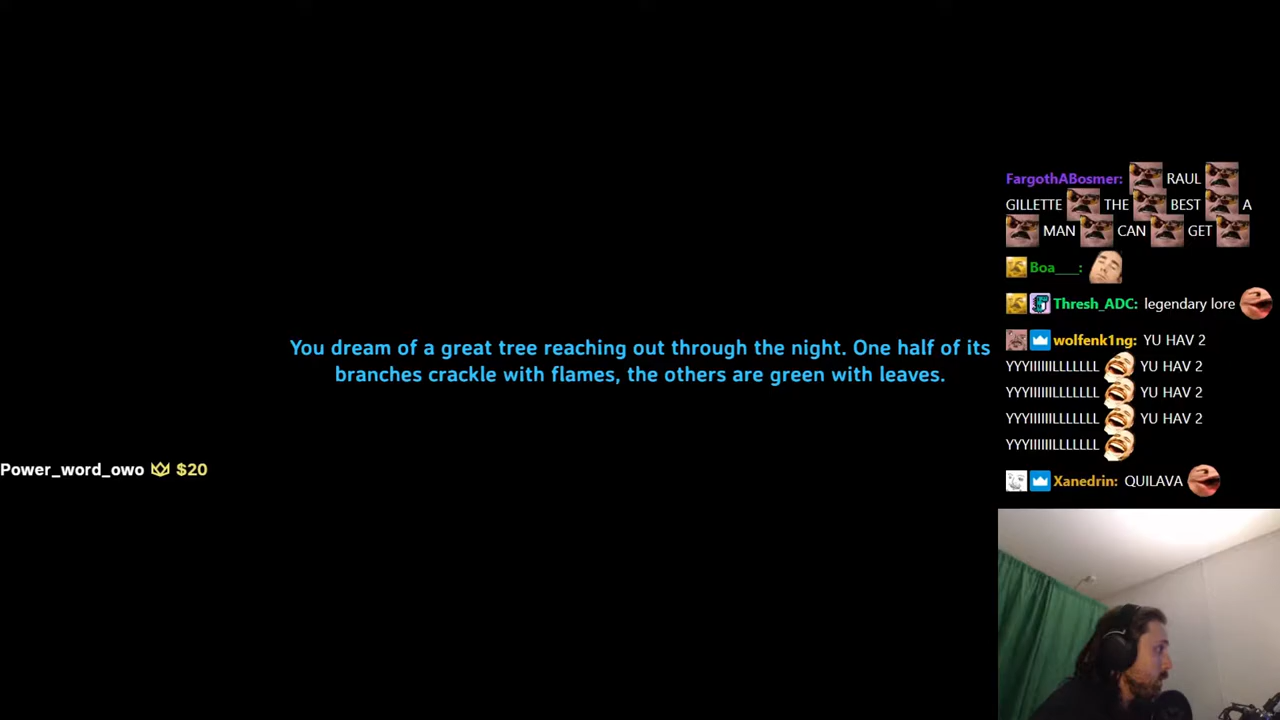 You dream of a great tree reaching out through the night. One half of its
branches crackle with flames, the others are green with leaves.
Power_word_owo $20
FargothABosmer: RAUL
GILLETTE THE BEST A
MAN CAN GET
Boa___:
Thresh_ADC: legendary lore
wolfenk1ng: YU HAV 2
YYYIIIIIILLLLLLL YU HAV 2
YYYIIIIIILLLLLLL YU HAV 2
YYYIIIIIILLLLLLL YU HAV 2
YYYIIIIIILLLLLLL
Xanedrin: QUILAVA